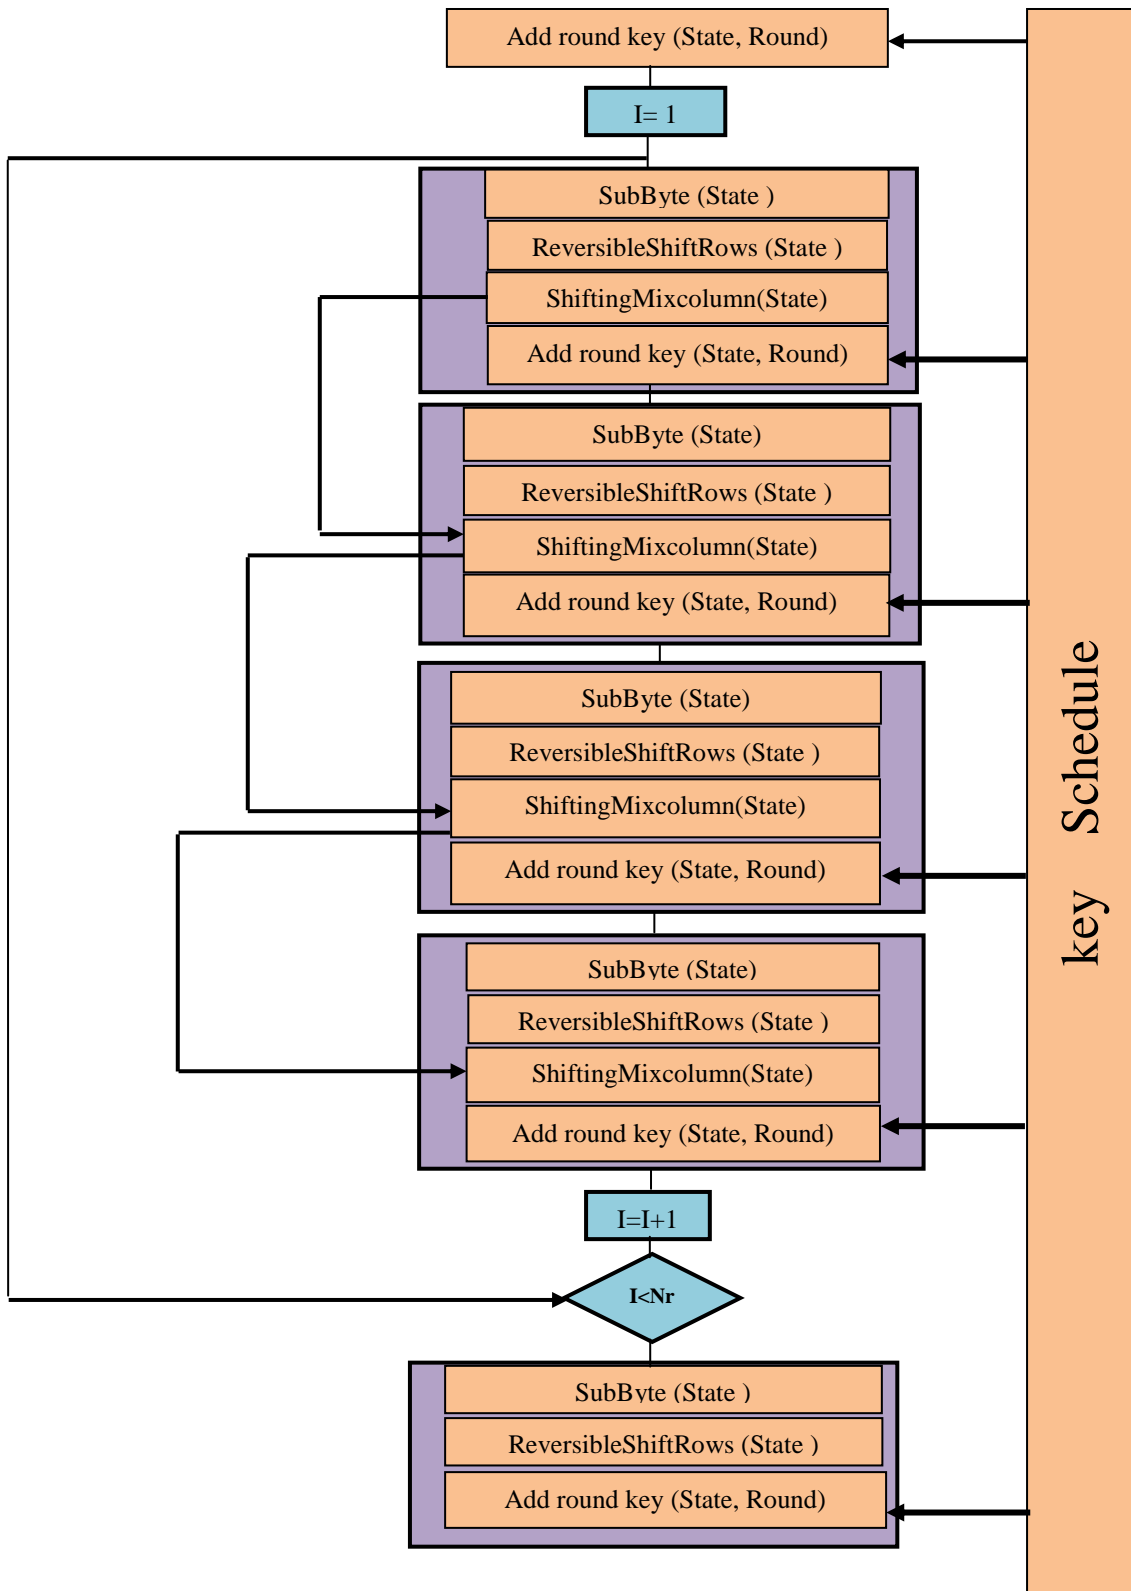 Add round key (State, Round)
I= 1
SubByte (State )
ReversibleShiftRows (State )
ShiftingMixcolumn(State)
Add round key (State, Round)
SubByte (State)
ReversibleShiftRows (State )
ShiftingMixcolumn(State)
Add round key (State, Round)
SubByte (State)
ReversibleShiftRows (State )
ShiftingMixcolumn(State)
Add round key (State, Round)
SubByte (State)
ReversibleShiftRows (State )
ShiftingMixcolumn(State)
Add round key (State, Round)
I=I+1
I<Nr
SubByte (State )
ReversibleShiftRows (State )
Add round key (State, Round)
key Schedule